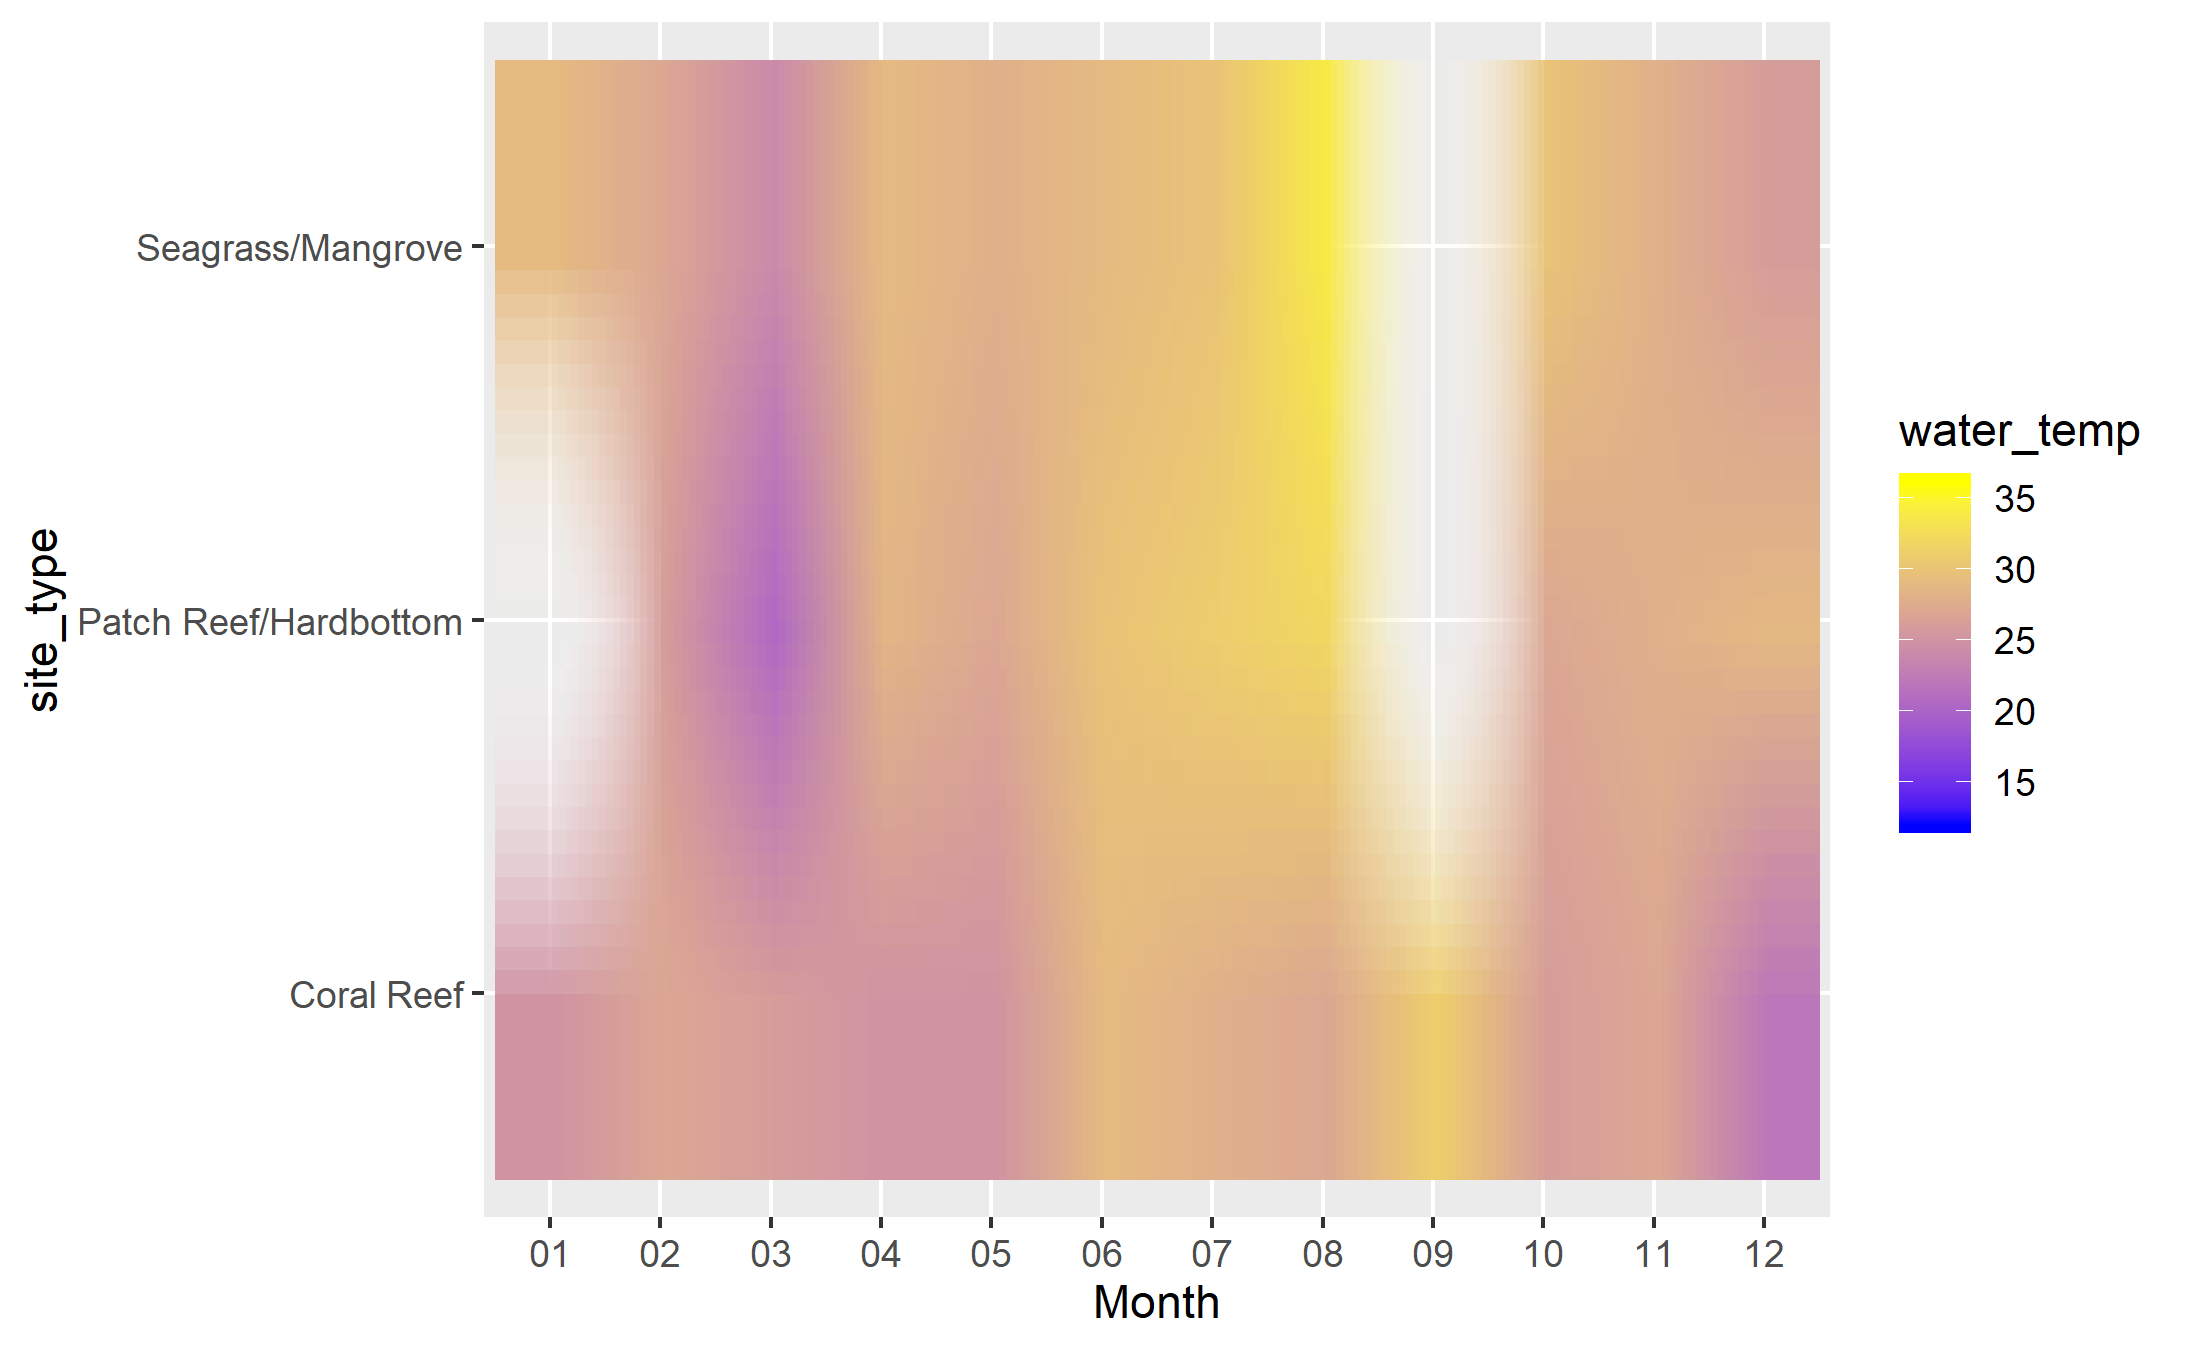 site_type
Seagrass/Mangrove
Patch Reef/Hardbottom
Coral Reef
01 02 03 04 05 06 07 08 09 10 11 12
Month
water_temp
35
30
25
20
15